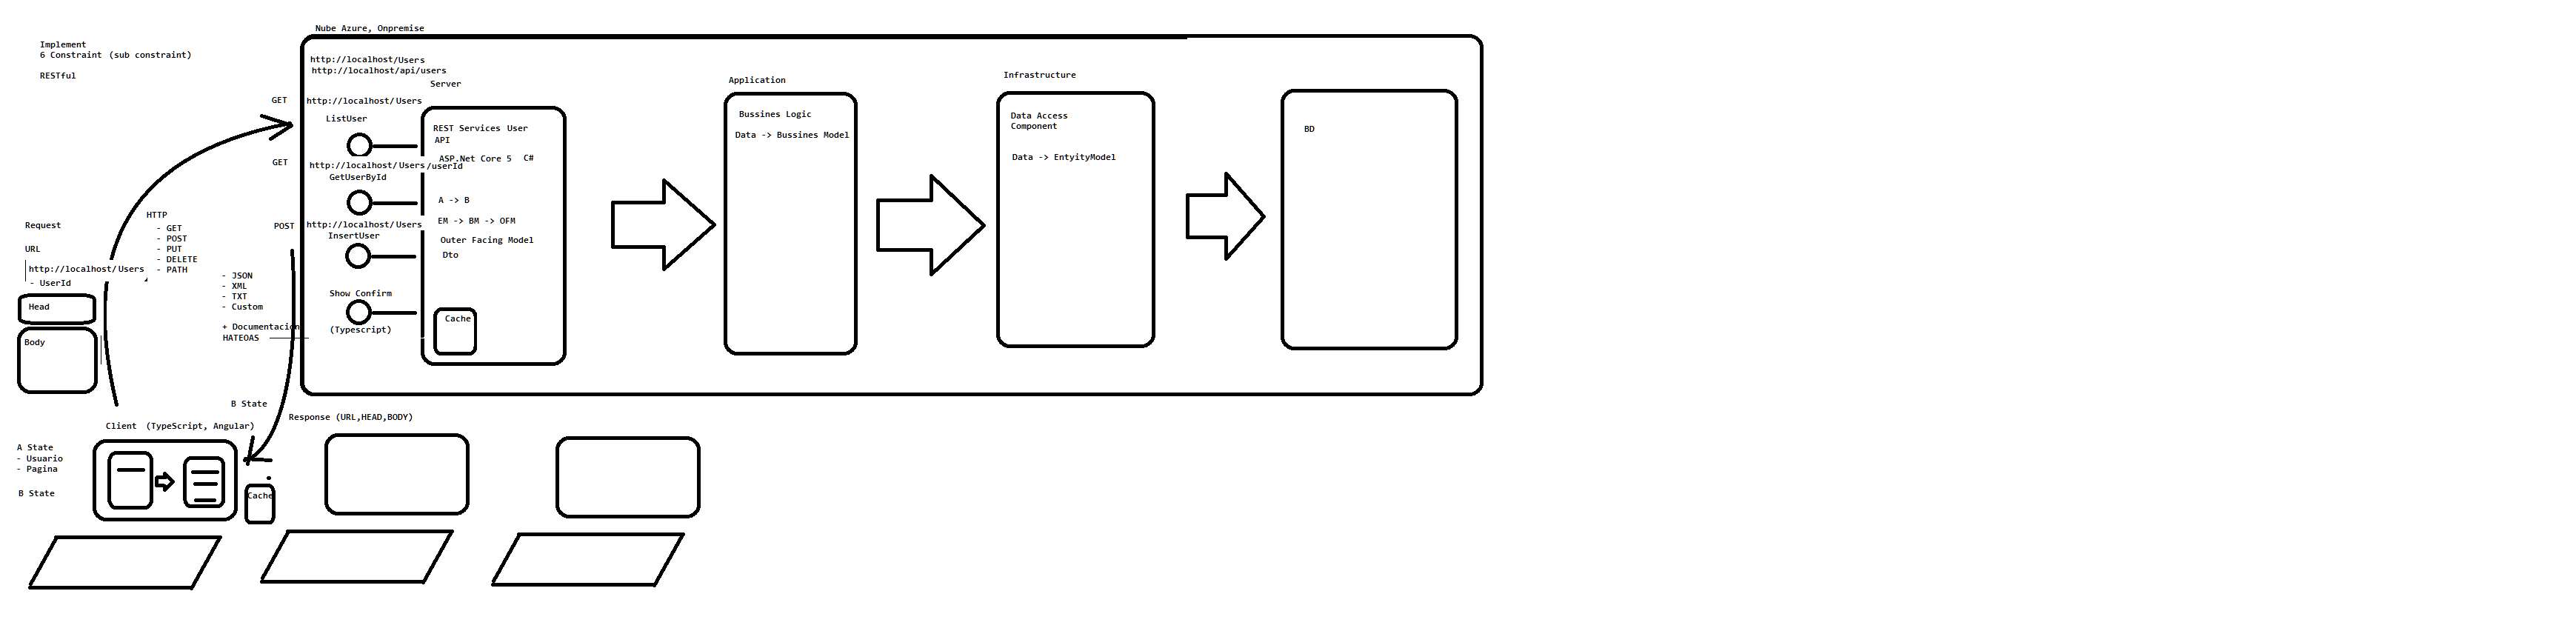 Nube Azure, Onpremise
Implement
6 Constraint (sub constraint)
RESTful
http://localhost/Users
http://localhost/api/users
Server
GET
http://localhost/Users
ListUser
REST Services User
API
ASP.Net Core 5 C#
GET
http://localhost/Users/userId
GetUserById
A -> B
EM -> BM -> OFM
POST
http://localhost/Users
InsertUser
Outer Facing Model
Dto
Show Confirm
(Typescript)
Cache
Application
Bussines Logic
Data -> Bussines Model
Infrastructure
Data Access
Component
Data -> EntyityModel
BD
Request
URL
http://localhost/Users
- UserId
Head
Body
HTTP
- GET
- POST
- PUT
- DELETE
- PATH
- JSON
- XML
- TXT
- Custom
+ Documentacion
HATEOAS
B State
Response (URL,HEAD,BODY)
Client (TypeScript, Angular)
A State
- Usuario
- Pagina
B State
Cache